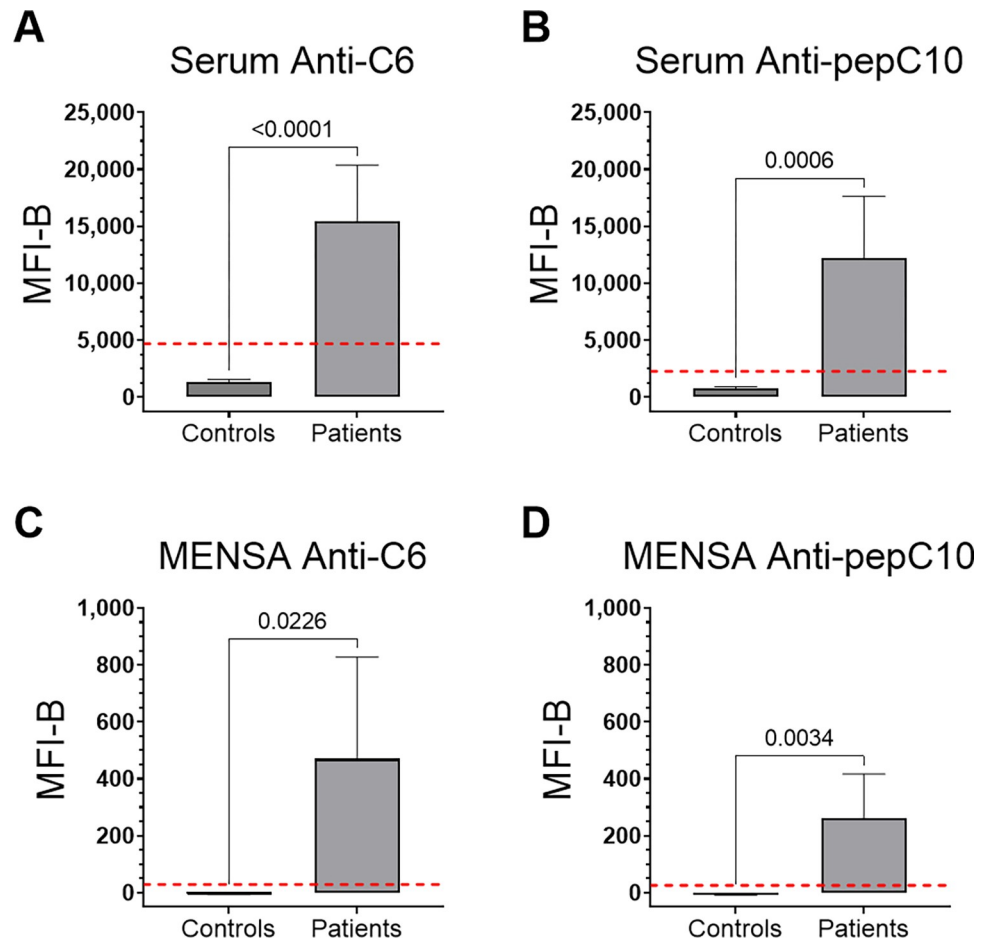 A
Serum Anti-C6
MFI-B
25,000
20,000
15,000
10,000
5,000
0
<0.0001
Controls Patients
B
Serum Anti-pepC10
MFI-B
25,000
20,000
15,000
10,000
5,000
0
0.0006
Controls Patients
C
MENSA Anti-C6
MFI-B
1,000
800
600
400
200
0
0.0226
Controls Patients
D
MENSA Anti-pepC10
MFI-B
1,000
800
600
400
200
0
0.0034
Controls Patients